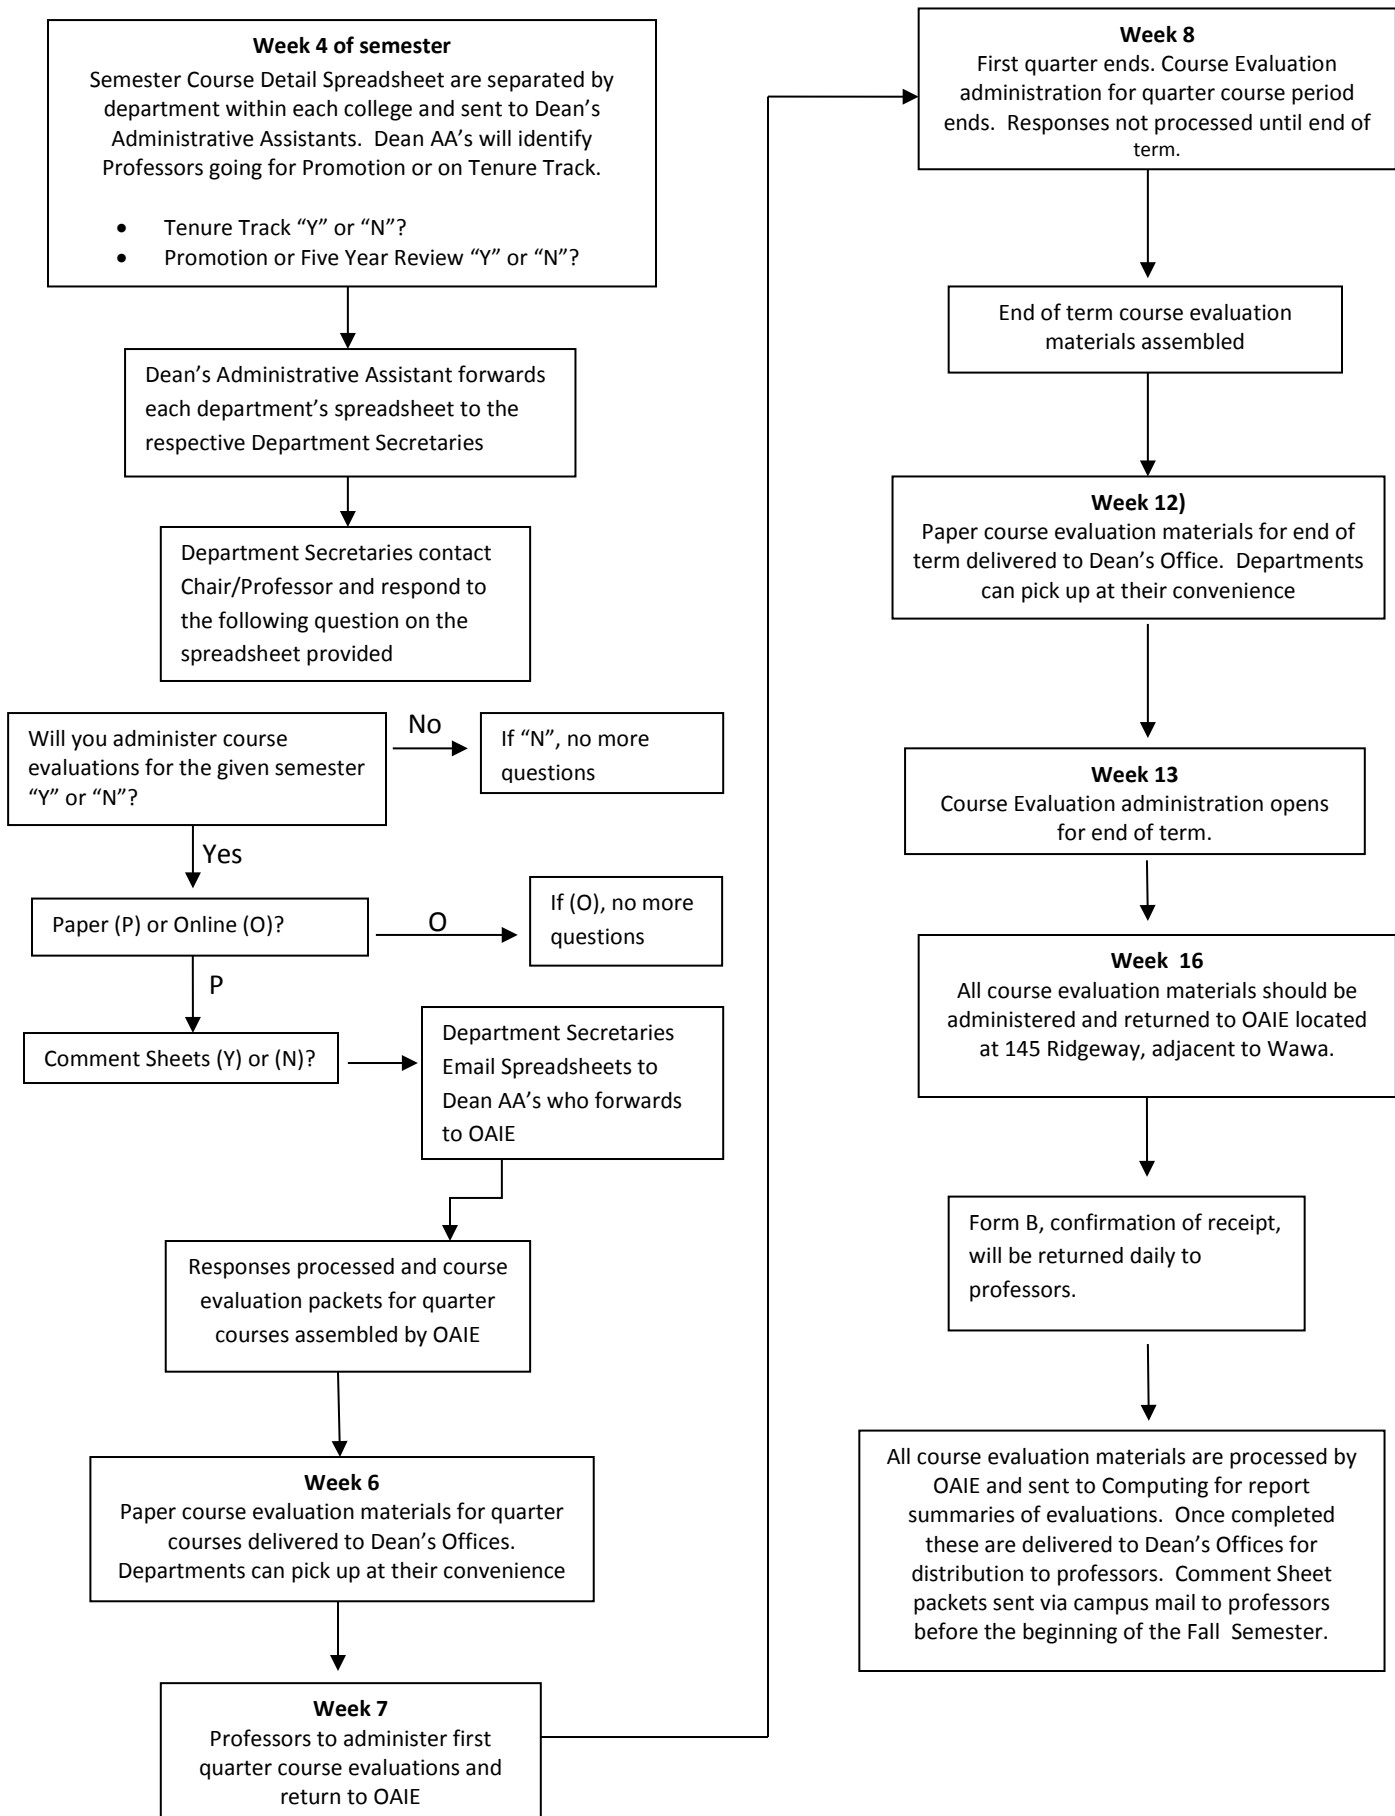 Week 4 of semester
Semester Course Detail Spreadsheet are separated by
department within each college and sent to Dean’s
Administrative Assistants.  Dean AA’s will identify
Professors going for Promotion or on Tenure Track.
• Tenure Track “Y” or “N”?
• Promotion or Five Year Review “Y” or “N”?
Dean’s Administrative Assistant forwards
each department’s spreadsheet to the
respective Department Secretaries
Department Secretaries contact
Chair/Professor and respond to
the following question on the
spreadsheet provided
Will you administer course
evaluations for the given semester
“Y” or “N”?
No
If “N”, no more
questions
Yes
Paper (P) or Online (O)?
O
If (O), no more
questions
P
Comment Sheets (Y) or (N)?
Department Secretaries
Email Spreadsheets to
Dean AA’s who forwards
to OAIE
Responses processed and course
evaluation packets for quarter
courses assembled by OAIE
Week 6
Paper course evaluation materials for quarter
courses delivered to Dean’s Offices.
Departments can pick up at their convenience
Week 7
Professors to administer first
quarter course evaluations and
return to OAIE
Week 8
First quarter ends. Course Evaluation
administration for quarter course period
ends.  Responses not processed until end of
term.
End of term course evaluation
materials assembled
Week 12)
Paper course evaluation materials for end of
term delivered to Dean’s Office.  Departments
can pick up at their convenience
Week 13
Course Evaluation administration opens
for end of term.
Week  16
All course evaluation materials should be
administered and returned to OAIE located
at 145 Ridgeway, adjacent to Wawa.
Form B, confirmation of receipt,
will be returned daily to
professors.
All course evaluation materials are processed by
OAIE and sent to Computing for report
summaries of evaluations.  Once completed
these are delivered to Dean’s Offices for
distribution to professors.  Comment Sheet
packets sent via campus mail to professors
before the beginning of the Fall  Semester.